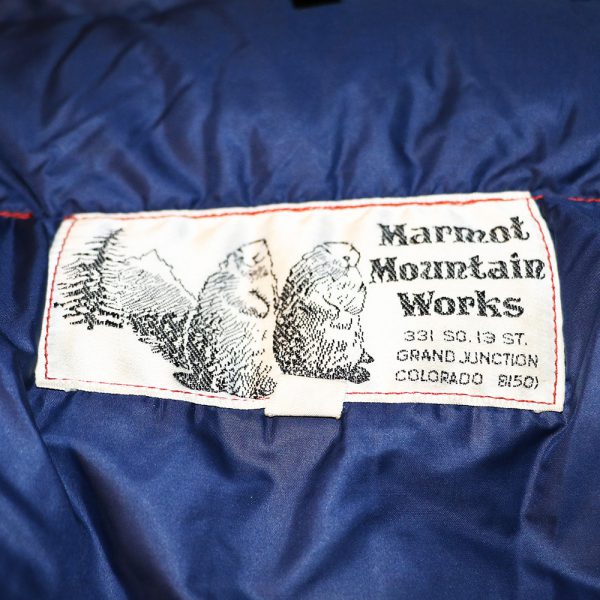 Marmot
Mountain
Works
331 SO. 13 ST.
GRAND JUNCTION
COLORADO 81501